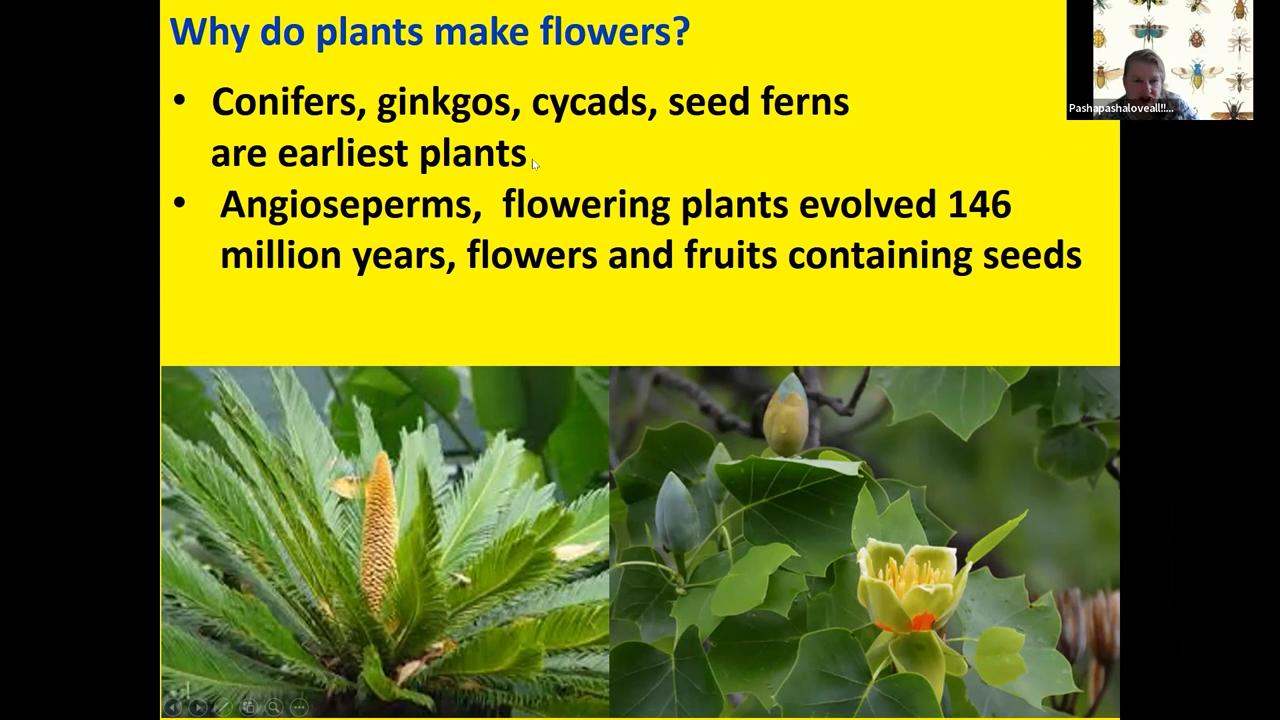 Why do plants make flowers?
• Conifers, ginkgos, cycads, seed ferns
are earliest plants
• Angioseperms, flowering plants evolved 146
million years, flowers and fruits containing seeds
Pashapashaloveall!!...